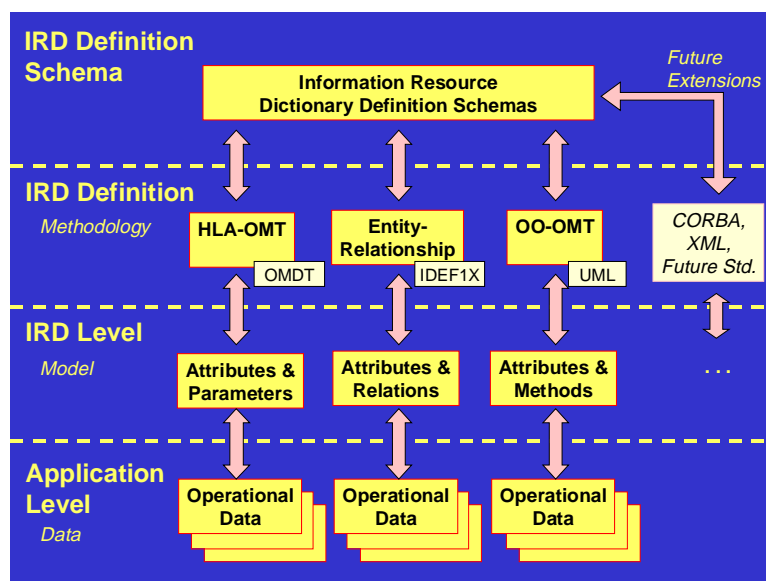 IRD Definition
Schema
Information Resource
Dictionary Definition Schemas
Future
Extensions
IRD Definition
Methodology
HLA-OMT
OMDT
Entity-
Relationship
IDEF1X
OO-OMT
UML
CORBA,
XML,
Future Std.
IRD Level
Model
Attributes &
Parameters
Attributes &
Relations
Attributes &
Methods
...
Application
Level
Data
Operational
Data
Operational
Data
Operational
Data